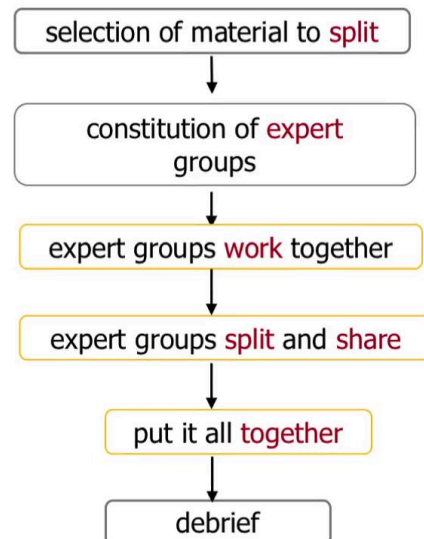 selection of material to split
constitution of expert
groups
expert groups work together
expert groups split and share
put it all together
debrief